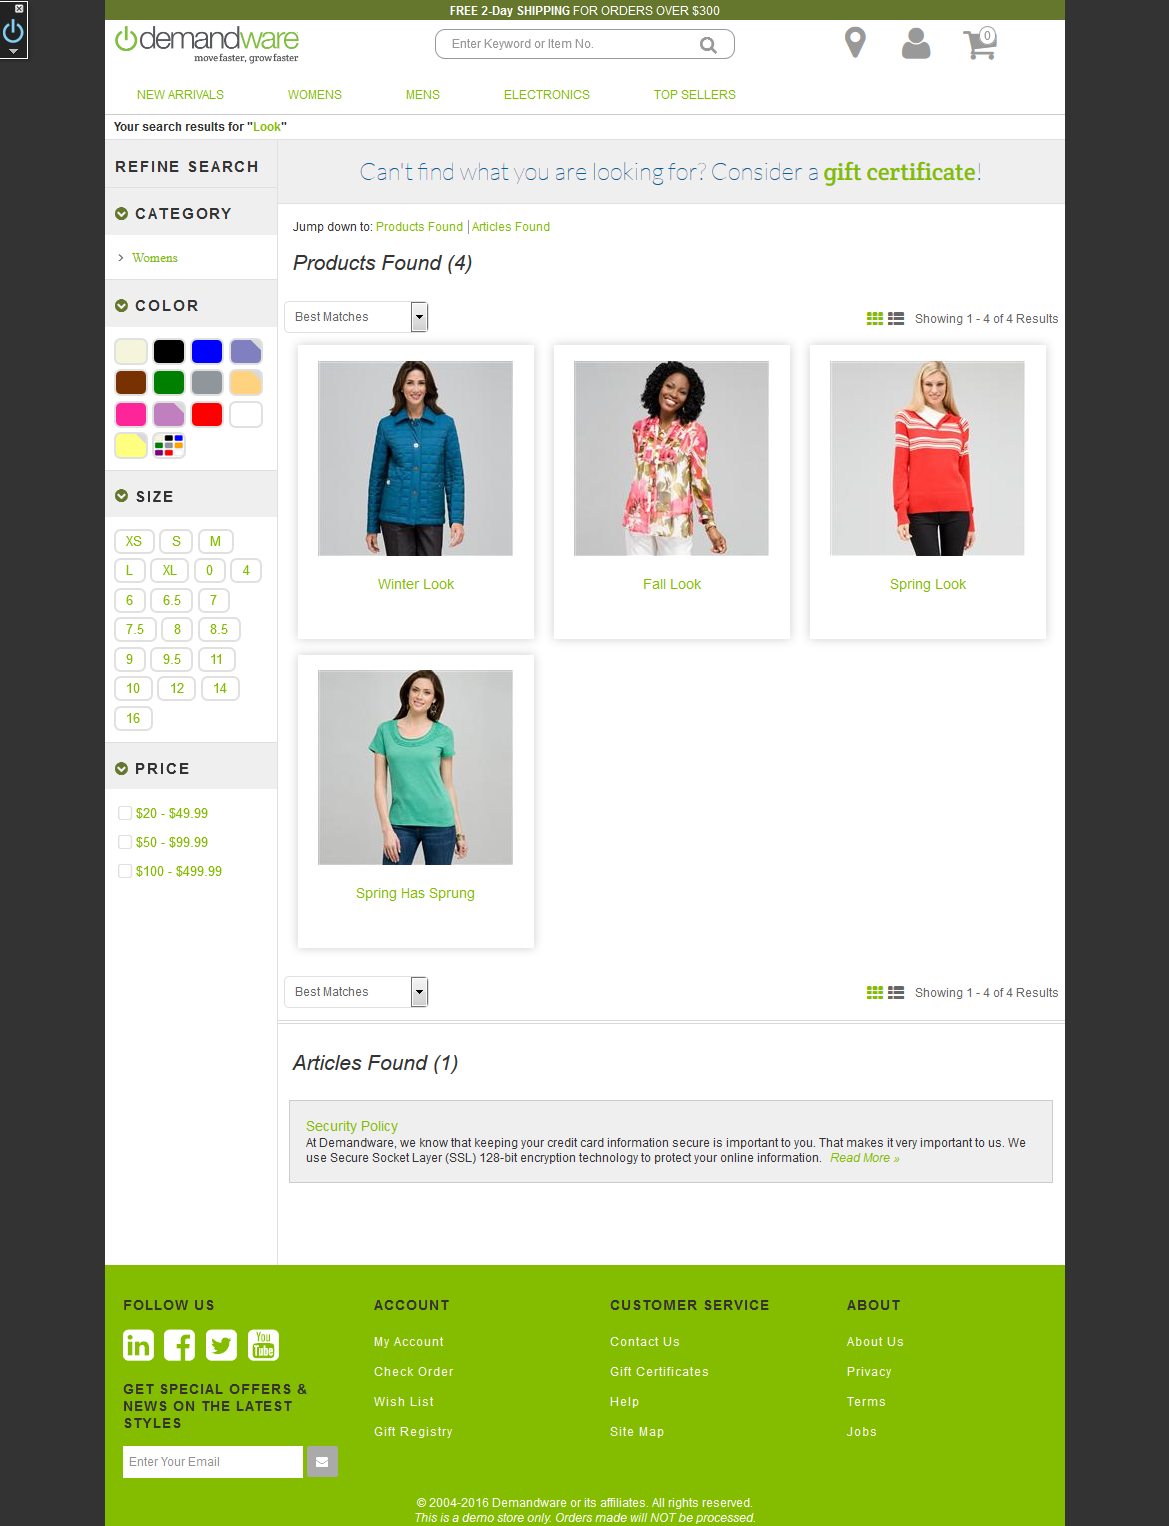 FREE 2-Day SHIPPING FOR ORDERS OVER $300
demandware
move faster, grow faster
Enter Keyword or Item No.
0
NEW ARRIVALS WOMENS MENS ELECTRONICS TOP SELLERS
Your search results for "Look"
REFINE SEARCH
CATEGORY
Womens
COLOR
SIZE
XS S M
L XL 0 4
6 6.5 7
7.5 8 8.5
9 9.5 11
10 12 14
16
PRICE
$20 - $49.99
$50 - $99.99
$100 - $499.99
Can't find what you are looking for? Consider a gift certificate!
Jump down to: Products Found | Articles Found
Products Found (4)
Best Matches
Showing 1 - 4 of 4 Results
Winter Look
Fall Look
Spring Look
Spring Has Sprung
Best Matches
Showing 1 - 4 of 4 Results
Articles Found (1)
Security Policy
At Demandware, we know that keeping your credit card information secure is important to you. That makes it very important to us. We
use Secure Socket Layer (SSL) 128-bit encryption technology to protect your online information. Read More »
FOLLOW US
in
You
Tube
GET SPECIAL OFFERS &
NEWS ON THE LATEST
STYLES
Enter Your Email
ACCOUNT
My Account
Check Order
Wish List
Gift Registry
CUSTOMER SERVICE
Contact Us
Gift Certificates
Help
Site Map
ABOUT
About Us
Privacy
Terms
Jobs
© 2004-2016 Demandware or its affiliates. All rights reserved.
This is a demo store only. Orders made will NOT be processed.